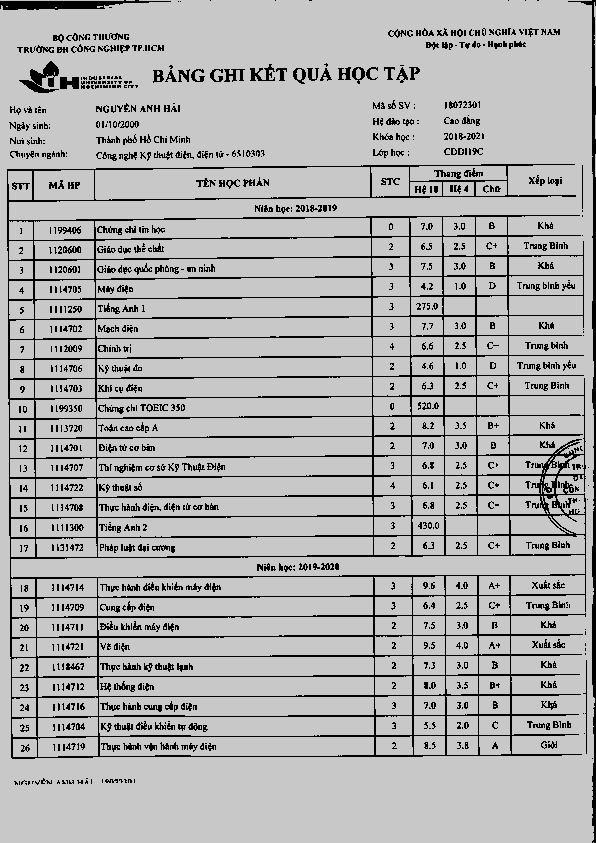 BỘ CÔNG THƯƠNG
TRƯỜNG ĐH CÔNG NGHIỆP TP.HCM
CỘNG HÒA XÃ HỘI CHỦ NGHĨA VIỆT NAM
Độc lập - Tự do - Hạnh phúc
INDUSTRIAL
UNIVERSITY OF
HOCHIMINH CITY
BẢNG GHI KẾT QUẢ HỌC TẬP
Họ và tên NGUYỄN ANH HẢI Mã số SV : 18072301
Ngày sinh: 01/10/2000 Hệ đào tạo : Cao đẳng
Nơi sinh: Thành phố Hồ Chí Minh Khóa học : 2018-2021
Chuyên ngành: Công nghệ Kỹ thuật điện, điện tử - 6510303 Lớp học : CDDI19C
STT MÃ HP TÊN HỌC PHẦN STC Thang điểm Xếp loại
Hệ 10 Hệ 4 Chữ
Niên học: 2018-2019
1 1199406 Chứng chỉ tin học 0 7.0 3.0 B Khá
2 1120600 Giáo dục thể chất 2 6.5 2.5 C+ Trung Bình
3 1120601 Giáo dục quốc phòng - an ninh 3 7.5 3.0 B Khá
4 1114705 Máy điện 3 4.2 1.0 D Trung bình yếu
5 1111250 Tiếng Anh 1 3 275.0
6 1114702 Mạch điện 3 7.7 3.0 B Khá
7 1112009 Chính trị 4 6.6 2.5 C+ Trung bình
8 1114706 Kỹ thuật đo 2 4.6 1.0 D Trung bình yếu
9 1114703 Khí cụ điện 2 6.3 2.5 C+ Trung Bình
10 1199350 Chứng chỉ TOEIC 350 0 520.0
11 1113720 Toán cao cấp A 2 8.2 3.5 B+ Khá
12 1114701 Điện tử cơ bản 2 7.0 3.0 B Khá
13 1114707 Thí nghiệm cơ sở Kỹ Thuật Điện 3 6.8 2.5 C+ Trung Bình
14 1114722 Kỹ thuật số 4 6.1 2.5 C+ Trung Bình
15 1114708 Thực hành điện, điện tử cơ bản 3 6.8 2.5 C+ Trung Bình
16 1111300 Tiếng Anh 2 3 430.0
17 1131472 Pháp luật đại cương 2 6.3 2.5 C+ Trung Bình
Niên học: 2019-2020
18 1114714 Thực hành điều khiển máy điện 3 9.6 4.0 A+ Xuất sắc
19 1114709 Cung cấp điện 3 6.4 2.5 C+ Trung Bình
20 1114711 Điều khiển máy điện 2 7.5 3.0 B Khá
21 1114721 Vẽ điện 2 9.5 4.0 A+ Xuất sắc
22 1118467 Thực hành kỹ thuật lạnh 2 7.3 3.0 B Khá
23 1114712 Hệ thống điện 2 8.0 3.5 B+ Khá
24 1114716 Thực hành cung cấp điện 3 7.0 3.0 B Khá
25 1114704 Kỹ thuật điều khiển tự động 3 5.5 2.0 C Trung Bình
26 1114719 Thực hành vận hành máy điện 2 8.5 3.8 A Giỏi
NGUYỄN ANH HẢI